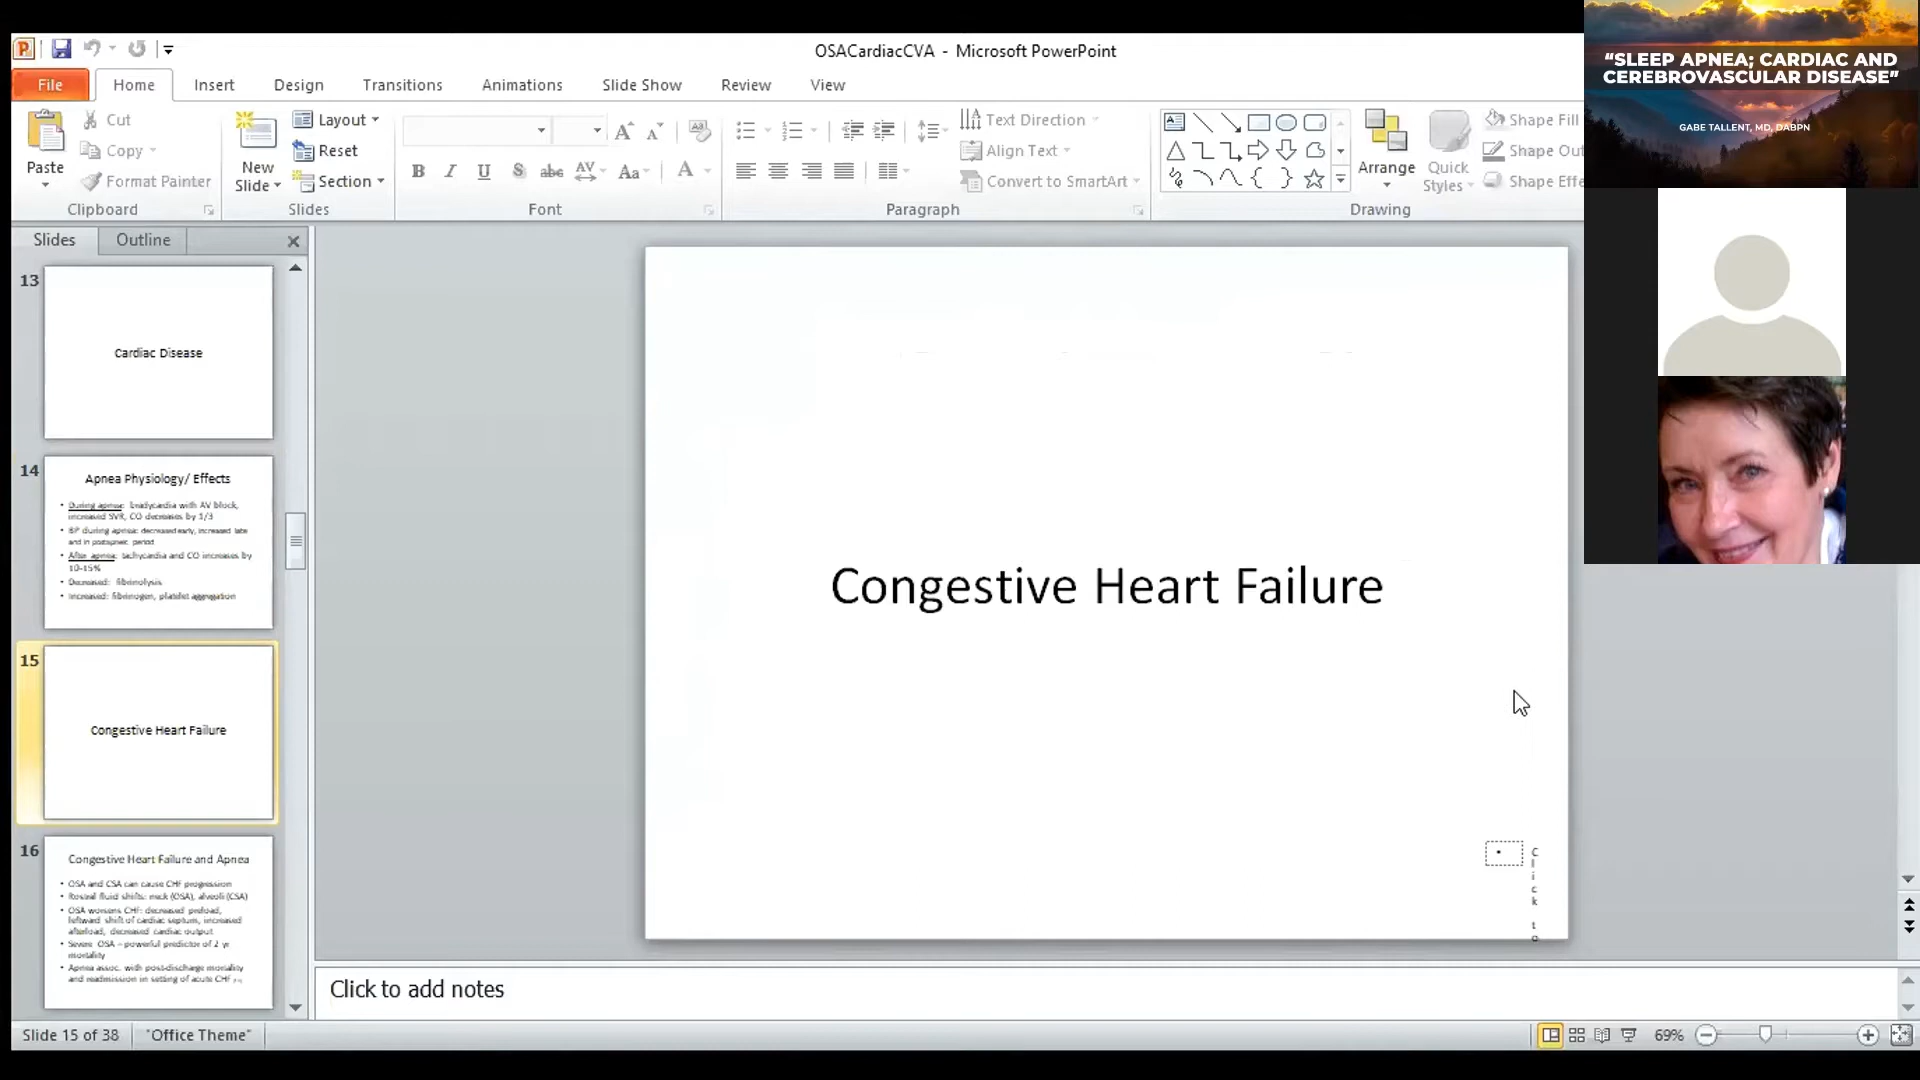 OSACardiacCVA - Microsoft PowerPoint
File Home Insert Design Transitions Animations Slide Show Review View
Paste
Cut
Copy
Format Painter
Clipboard
New
Slide
Layout
Reset
Section
Slides
B I U S abc AV Aa A
Font
Text Direction
Align Text
Convert to SmartArt
Paragraph
Arrange
Quick
Styles
Shape Fill
Shape Out
Shape Effe
Drawing
"SLEEP APNEA; CARDIAC AND
CEREBROVASCULAR DISEASE"
GABE TALLENT, MD, DABPN
Slides Outline
13
Cardiac Disease
14
Apnea Physiology/ Effects
• During apnea: bradycardia with AV block,
increased SVR, CO decreases by 1/3
• BP during apnea: decreased early, increased late
and in postapneic period
• After apnea: tachycardia and CO increases by
10-15%
• Decreased: fibrinolysis
• Increased: fibrinogen, platelet aggregation
15
Congestive Heart Failure
16
Congestive Heart Failure and Apnea
• OSA and CSA can cause CHF progression
• Rostral fluid shifts: neck (OSA), alveoli (CSA)
• OSA worsens CHF: decreased preload,
leftward shift of cardiac septum, increased
afterload, decreased cardiac output
• Severe OSA – powerful predictor of 2 yr
mortality
• Apnea assoc. with post-discharge mortality
and readmission in setting of acute CHF
Congestive Heart Failure
• Click to
Click to add notes
Slide 15 of 38 "Office Theme" 69%